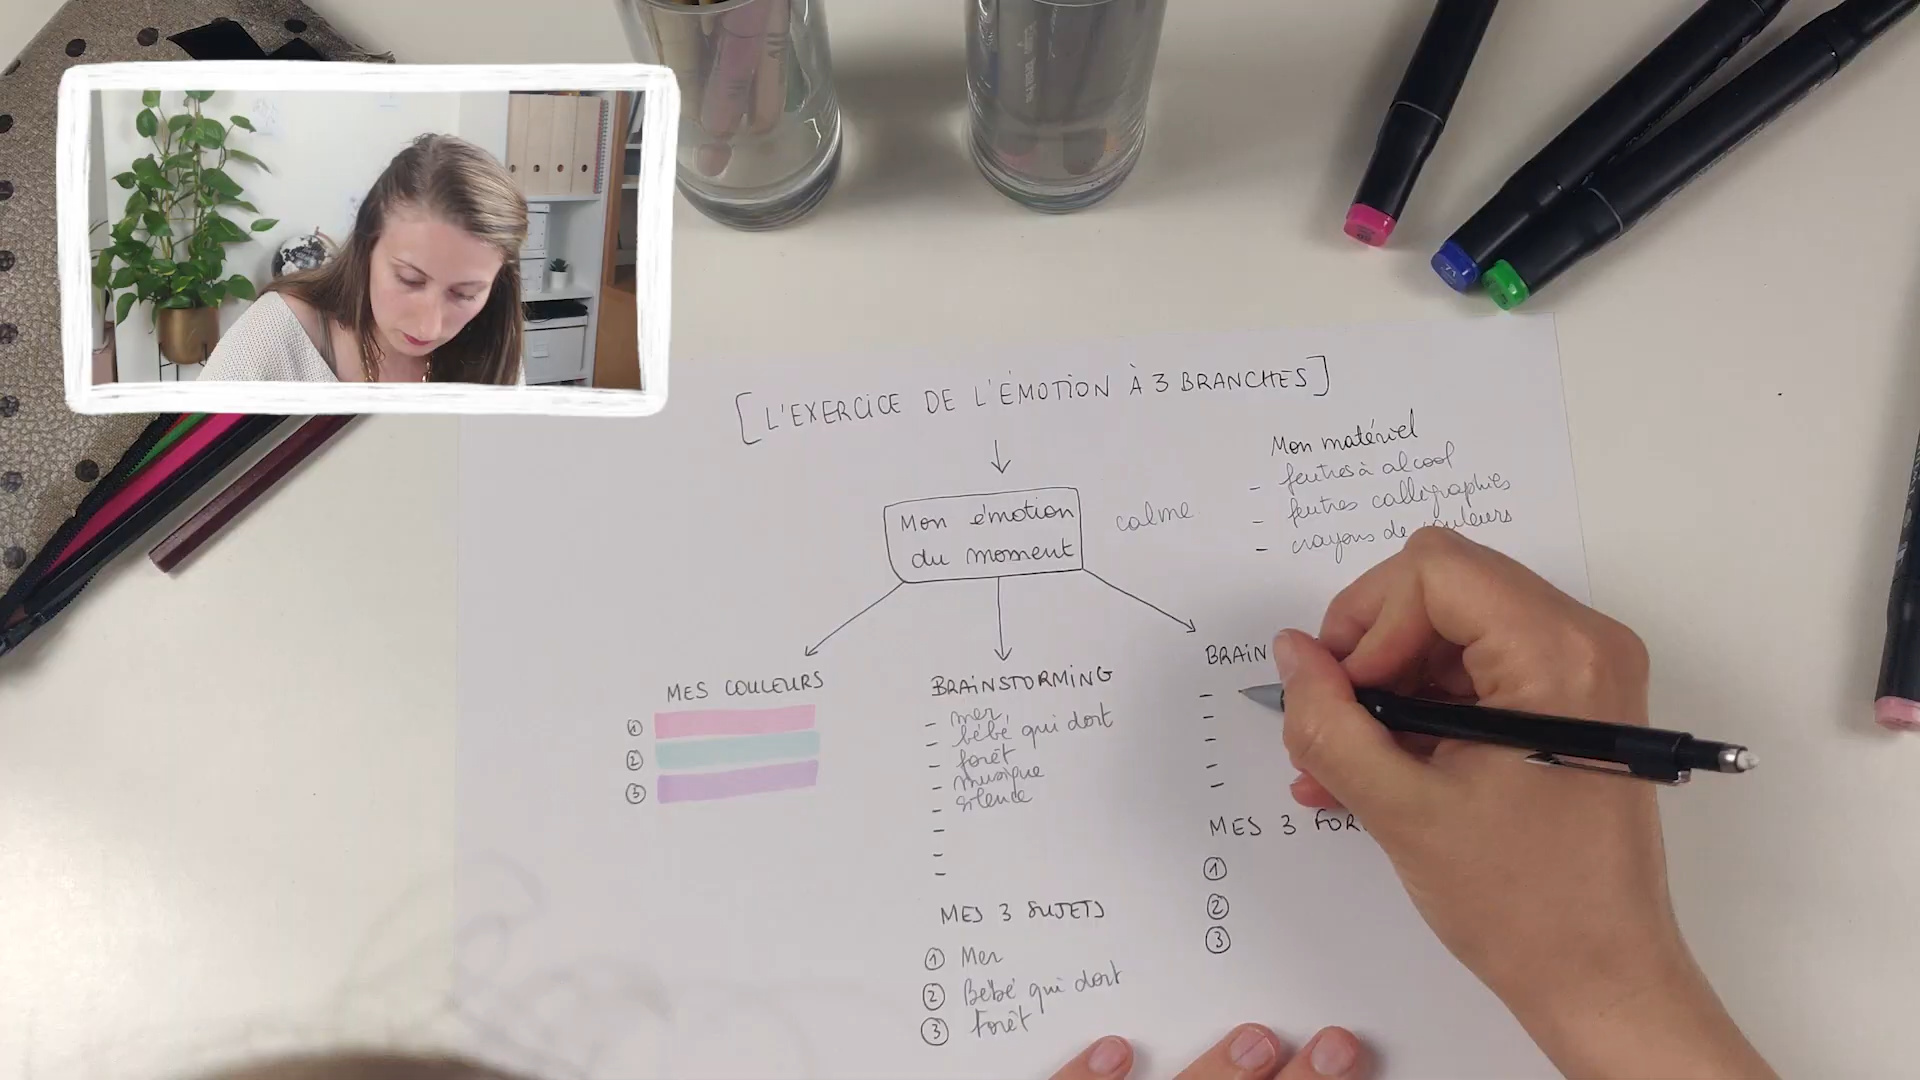 [L'EXERCICE DE L'ÉMOTION À 3 BRANCHES]
Mon matériel
- feutres à alcool
- feutres calligraphies
- crayons de couleurs
Mon émotion
du moment
calme
MES COULEURS
①
②
③
BRAINSTORMING
- mer
- bébé qui dort
- forêt
- musique
- silence
-
-
-
MES 3 SUJETS
① Mer
② Bébé qui dort
③ Forêt
BRAIN
-
-
-
-
-
MES 3 FOR
①
②
③